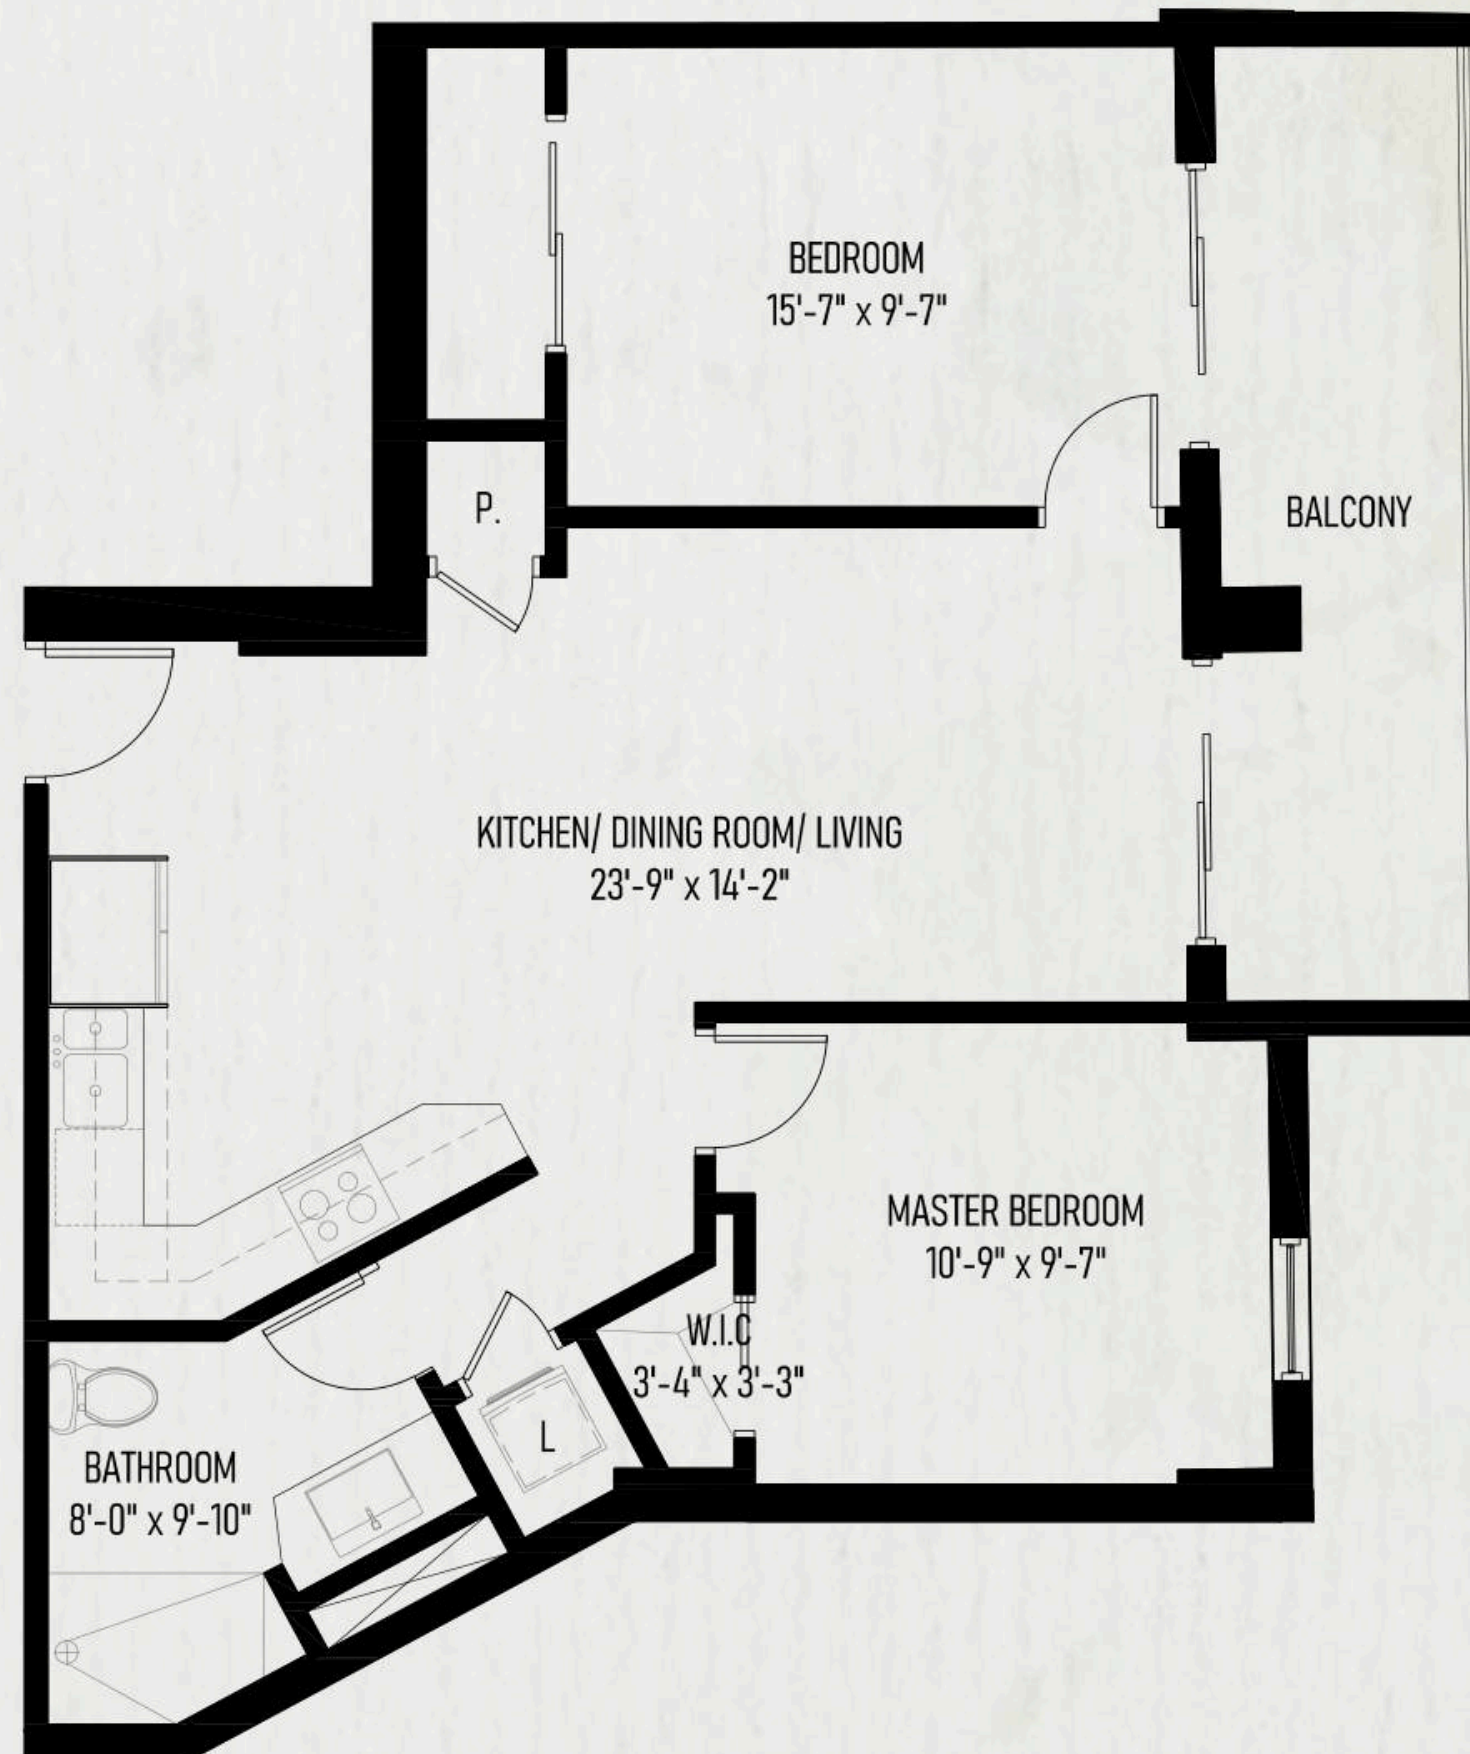 BEDROOM
15'-7" x 9'-7"
P.
BALCONY
KITCHEN/ DINING ROOM/ LIVING
23'-9" x 14'-2"
MASTER BEDROOM
10'-9" x 9'-7"
W.I.C
3'-4" x 3'-3"
L
BATHROOM
8'-0" x 9'-10"